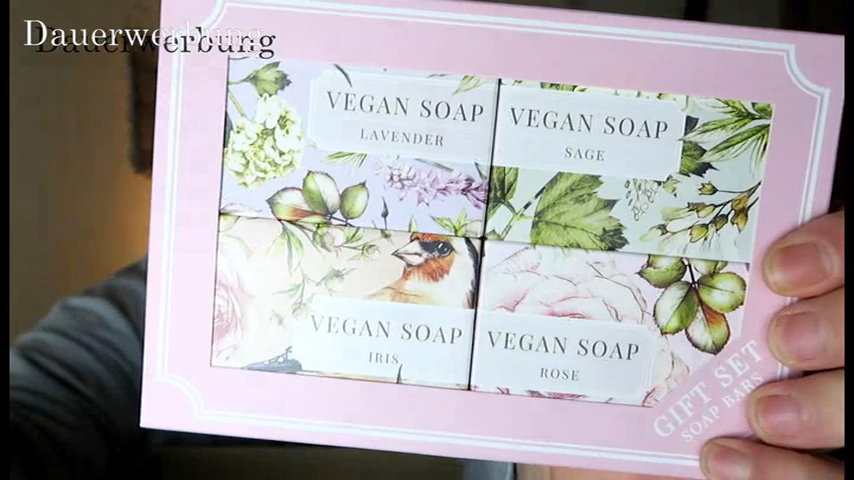 Dauerwerbung
VEGAN SOAP
LAVENDER
VEGAN SOAP
SAGE
VEGAN SOAP
IRIS
VEGAN SOAP
ROSE
GIFT SET
SOAP BARS